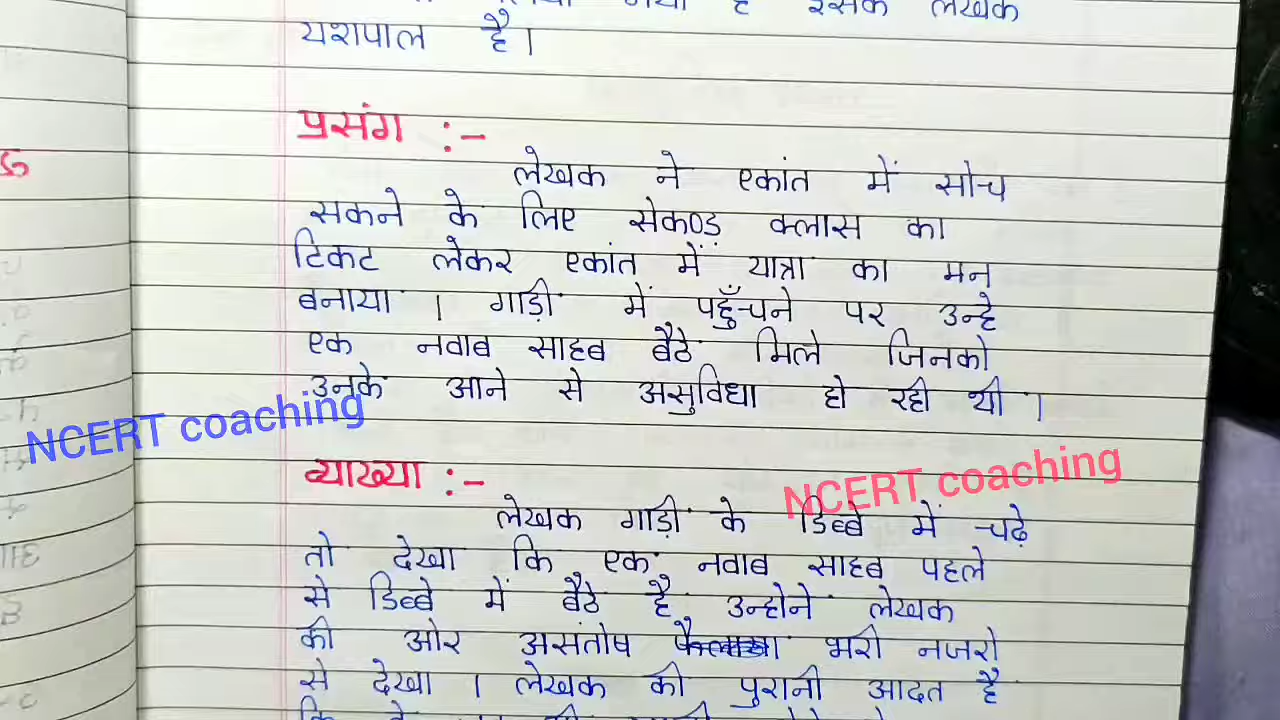 है इसके लेखक
यशपाल है।
प्रसंग :-
लेखक ने एकांत में सोच
सकने के लिए सेकण्ड क्लास का
टिकट लेकर एकांत में यात्रा का मन
बनाया । गाड़ी में पहुँचने पर उन्हे
एक नवाब साहब बैठे मिले जिनको
उनके आने से असुविधा हो रही थी ।
NCERT coaching
व्याख्या :-
NCERT coaching
लेखक गाड़ी के डिब्बे में चढ़े
तो देखा कि एक नवाब साहब पहले
से डिब्बे में बैठे है उन्होने लेखक
की ओर असंतोष भरी नजरो
से देखा । लेखक की पुरानी आदत है